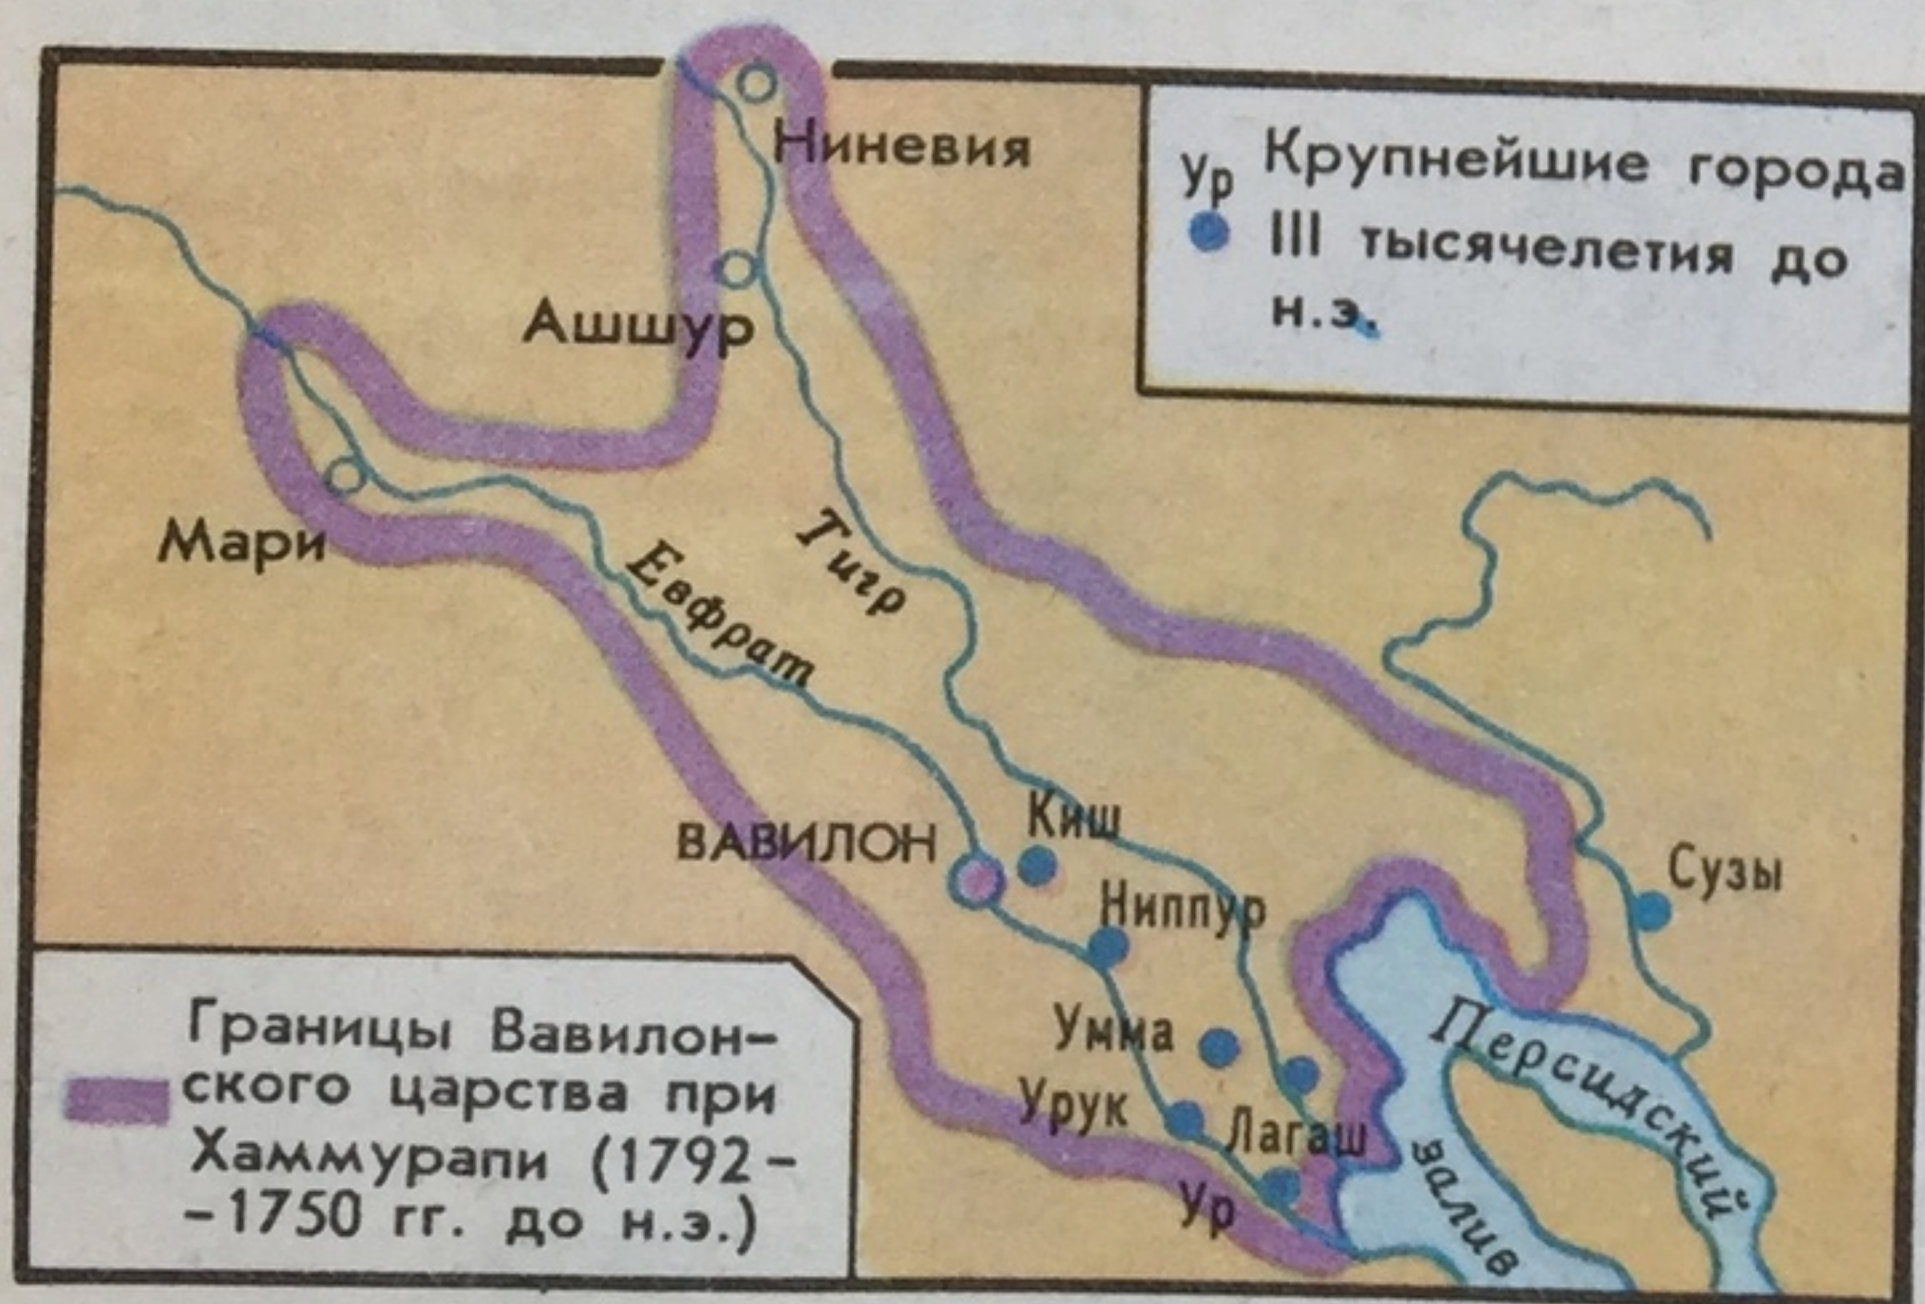 Ниневия
Ур Крупнейшие города
III тысячелетия до
н.э.
Ашшур
Мари
Тигр
Евфрат
Киш
ВАВИЛОН
Сузы
Ниппур
Умма
Урук
Лагаш
Ур
Персидский
залив
Границы Вавилон-
ского царства при
Хаммурапи (1792-
-1750 гг. до н.э.)